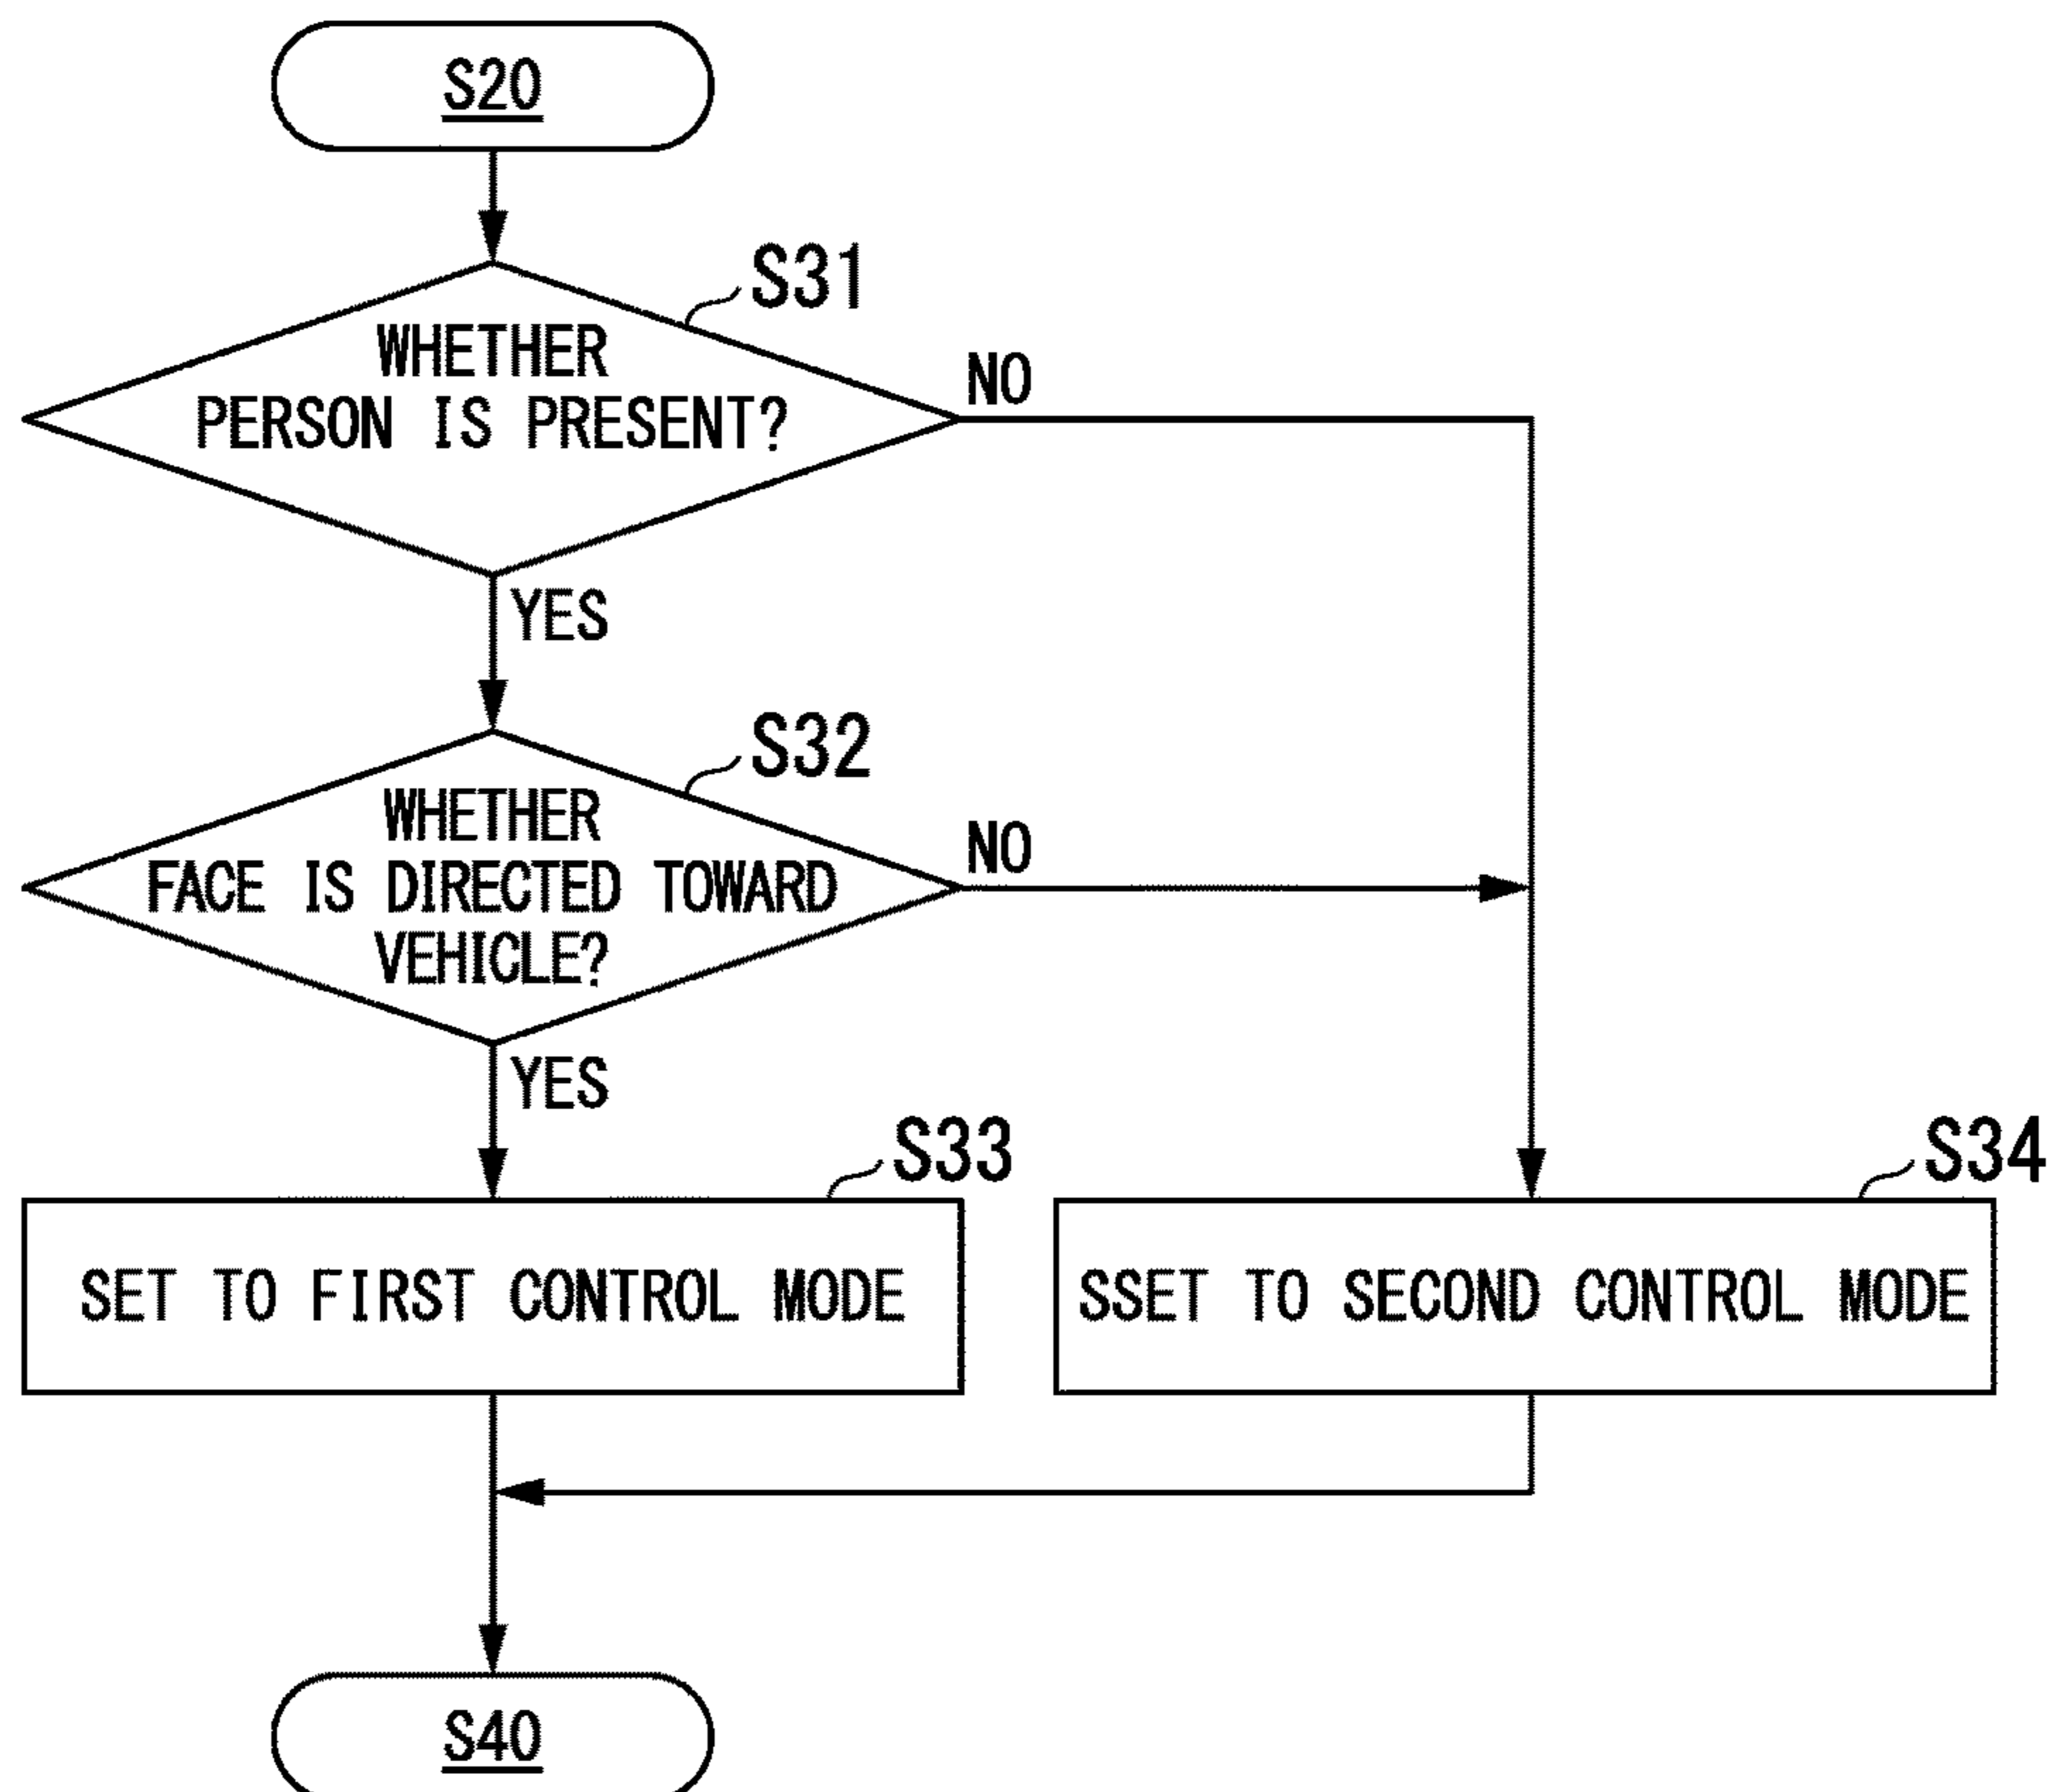 S20
S31
WHETHER
PERSON IS PRESENT?
NO
YES
S32
WHETHER
FACE IS DIRECTED TOWARD
VEHICLE?
NO
YES
S33
SET TO FIRST CONTROL MODE
S34
SSET TO SECOND CONTROL MODE
S40